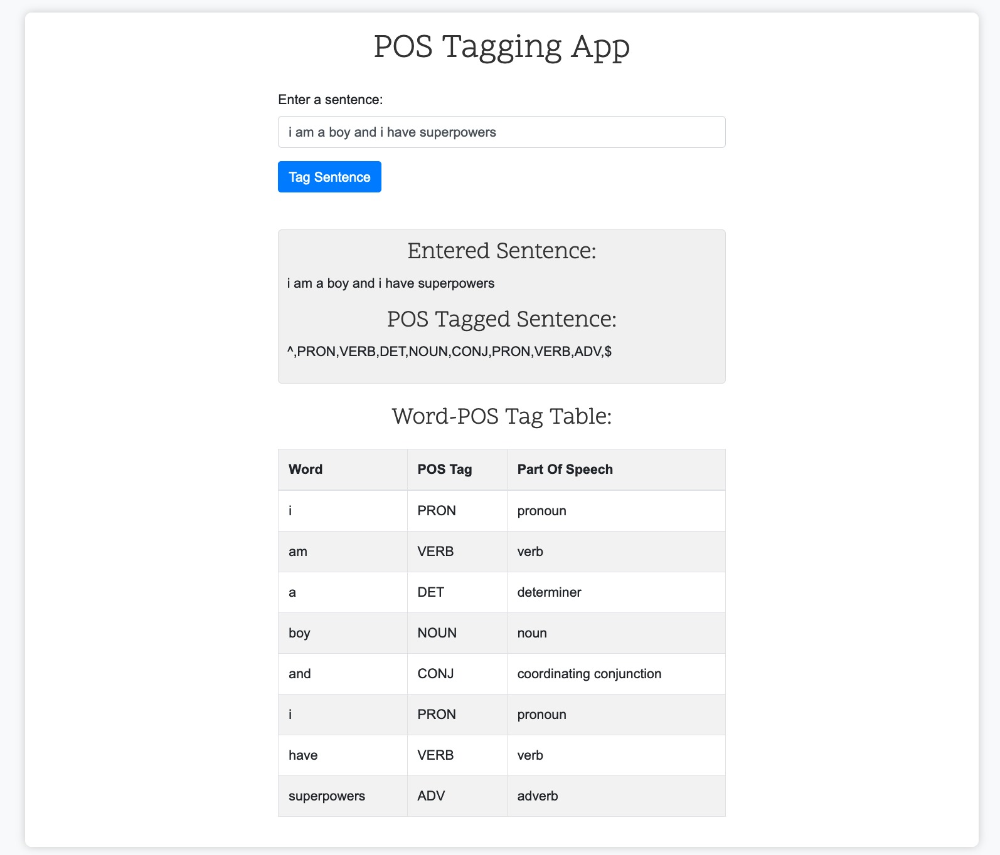 POS Tagging App
Enter a sentence:
i am a boy and i have superpowers
Tag Sentence
Entered Sentence:
i am a boy and i have superpowers
POS Tagged Sentence:
^,PRON,VERB,DET,NOUN,CONJ,PRON,VERB,ADV,$
Word-POS Tag Table:
Word POS Tag Part Of Speech
i PRON pronoun
am VERB verb
a DET determiner
boy NOUN noun
and CONJ coordinating conjunction
i PRON pronoun
have VERB verb
superpowers ADV adverb